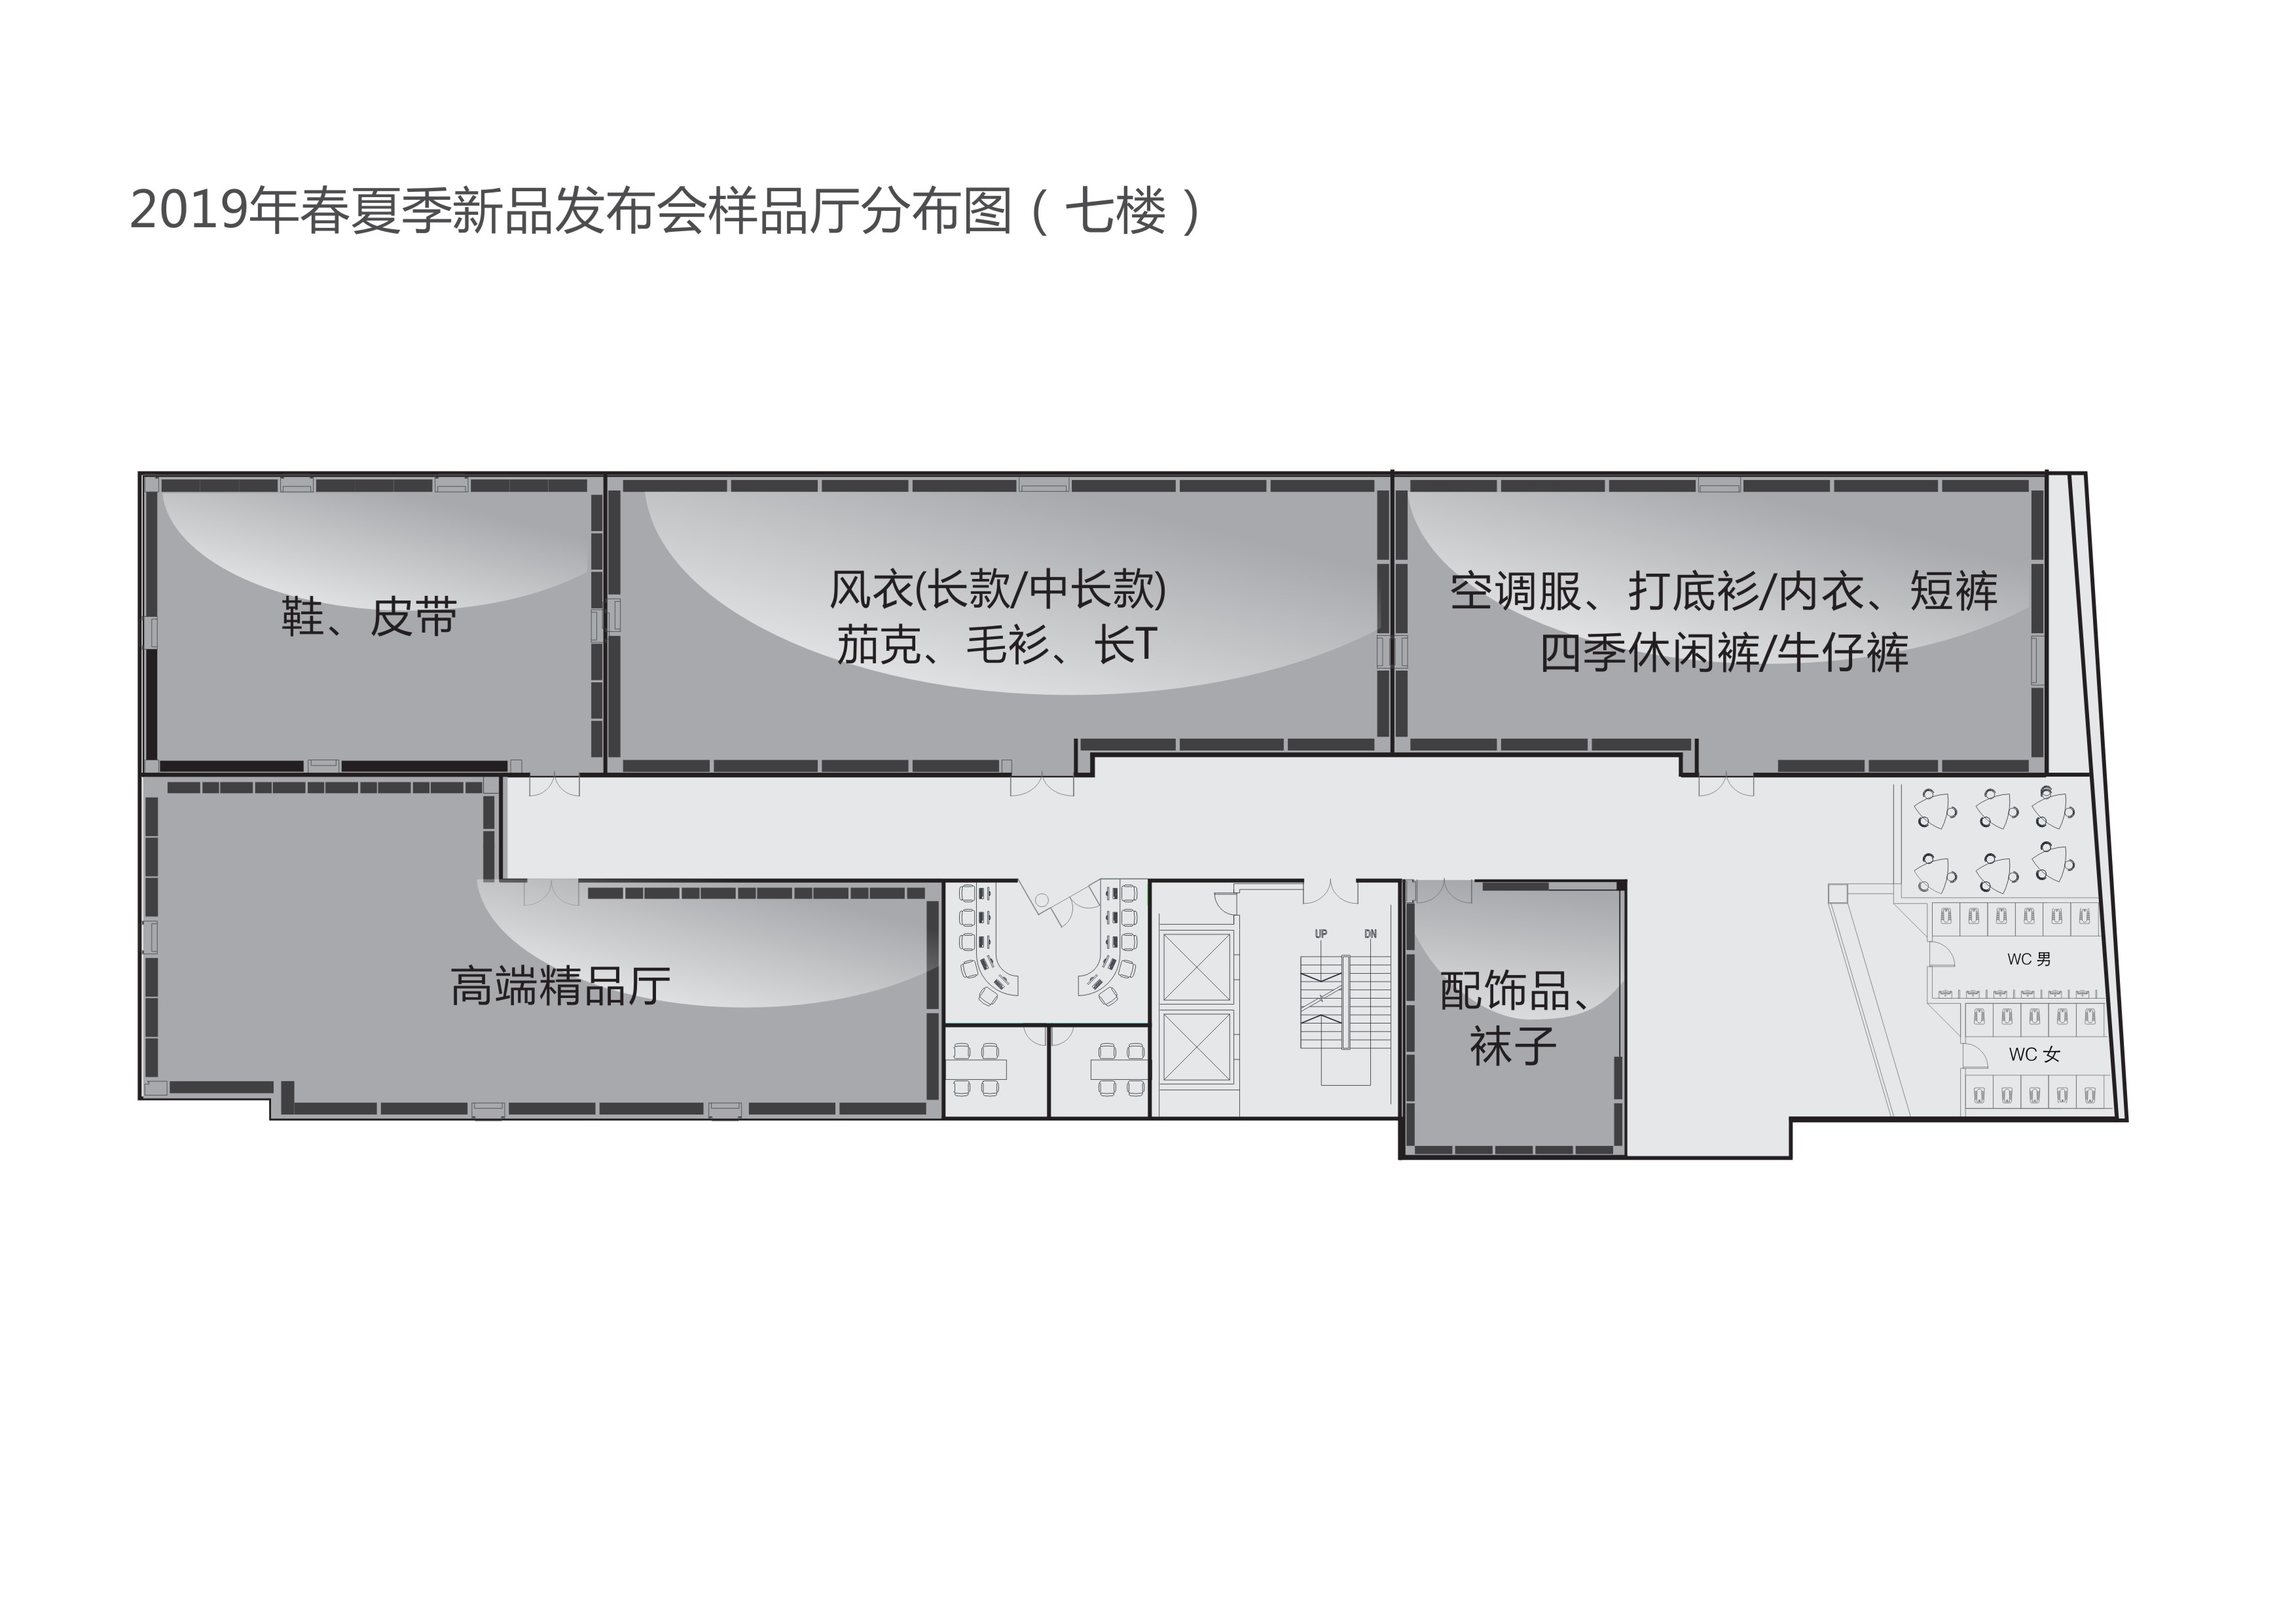 2019年春夏季新品发布会样品厅分布图（七楼）
鞋、皮带
风衣(长款/中长款)
茄克、毛衫、长T
空调服、打底衫/内衣、短裤
四季休闲裤/牛仔裤
高端精品厅
UP
DN
配饰品、
袜子
WC 男
WC 女